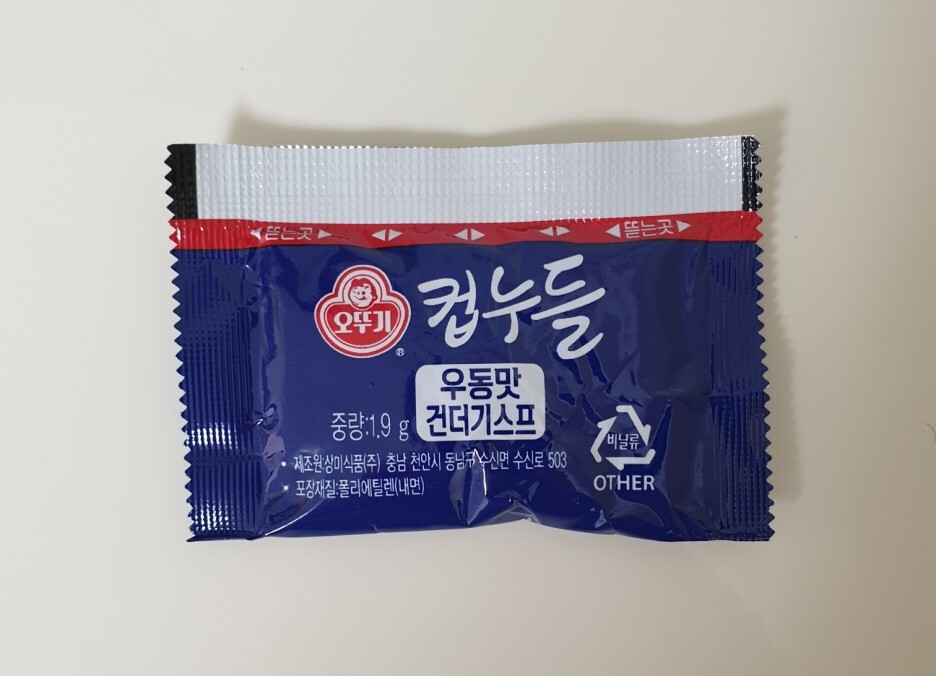 뜯는곳 뜯는곳
오뚜기 ®
컵누들
우동맛
건더기스프
중량:1.9 g
• 제조원:상미식품(주) 충남 천안시 동남구 수신면 수신로 503
포장재질:폴리에틸렌(내면)
비닐류
OTHER